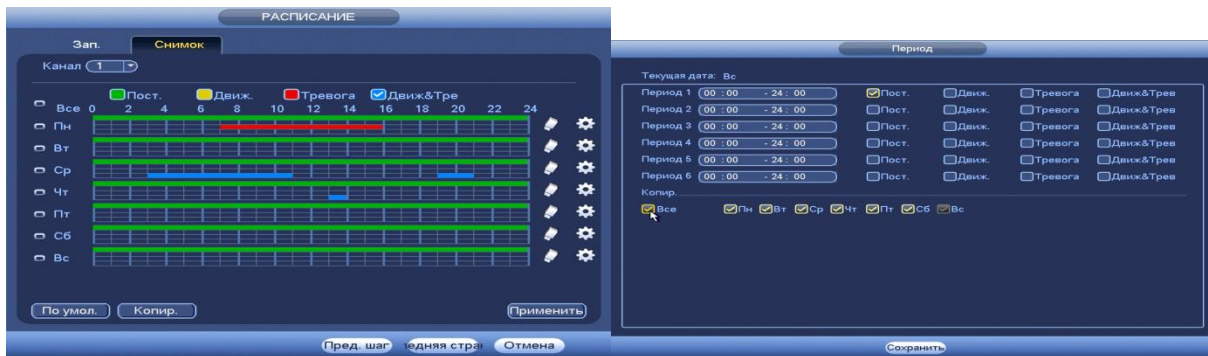 РАСПИСАНИЕ
Зап. Снимок
Канал 1
Пост. Движ. Тревога Движ&Тре
Все 0 2 4 6 8 10 12 14 16 18 20 22 24
Пн
Вт
Ср
Чт
Пт
Сб
Вс
По умол. Копир. Применить
Пред. шаг едняя стра Отмена
Период
Текущая дата: Вс
Период 1 00 :00 - 24 : 00 Пост. Движ. Тревога Движ&Трев
Период 2 00 :00 - 24 : 00 Пост. Движ. Тревога Движ&Трев
Период 3 00 :00 - 24 : 00 Пост. Движ. Тревога Движ&Трев
Период 4 00 :00 - 24 : 00 Пост. Движ. Тревога Движ&Трев
Период 5 00 :00 - 24 : 00 Пост. Движ. Тревога Движ&Трев
Период 6 00 :00 - 24 : 00 Пост. Движ. Тревога Движ&Трев
Копир.
Все Пн Вт Ср Чт Пт Сб Вс
Сохранить